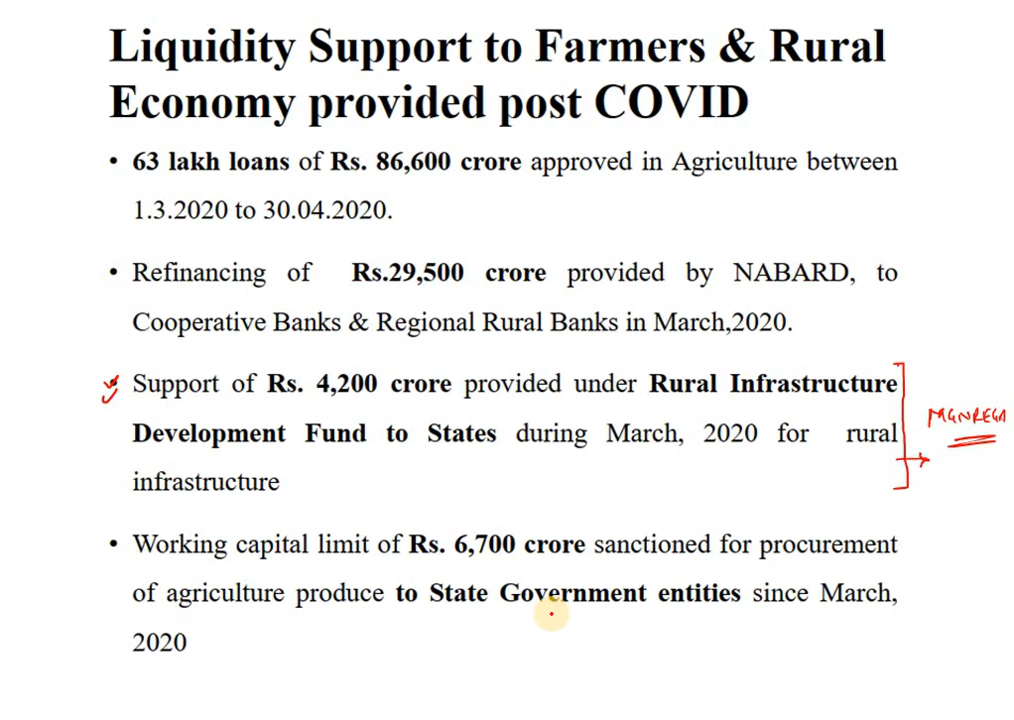 Liquidity Support to Farmers & Rural
Economy provided post COVID
• 63 lakh loans of Rs. 86,600 crore approved in Agriculture between
1.3.2020 to 30.04.2020.
• Refinancing of Rs.29,500 crore provided by NABARD, to
Cooperative Banks & Regional Rural Banks in March,2020.
• Support of Rs. 4,200 crore provided under Rural Infrastructure
Development Fund to States during March, 2020 for rural
infrastructure
MGNREGA
• Working capital limit of Rs. 6,700 crore sanctioned for procurement
of agriculture produce to State Government entities since March,
2020